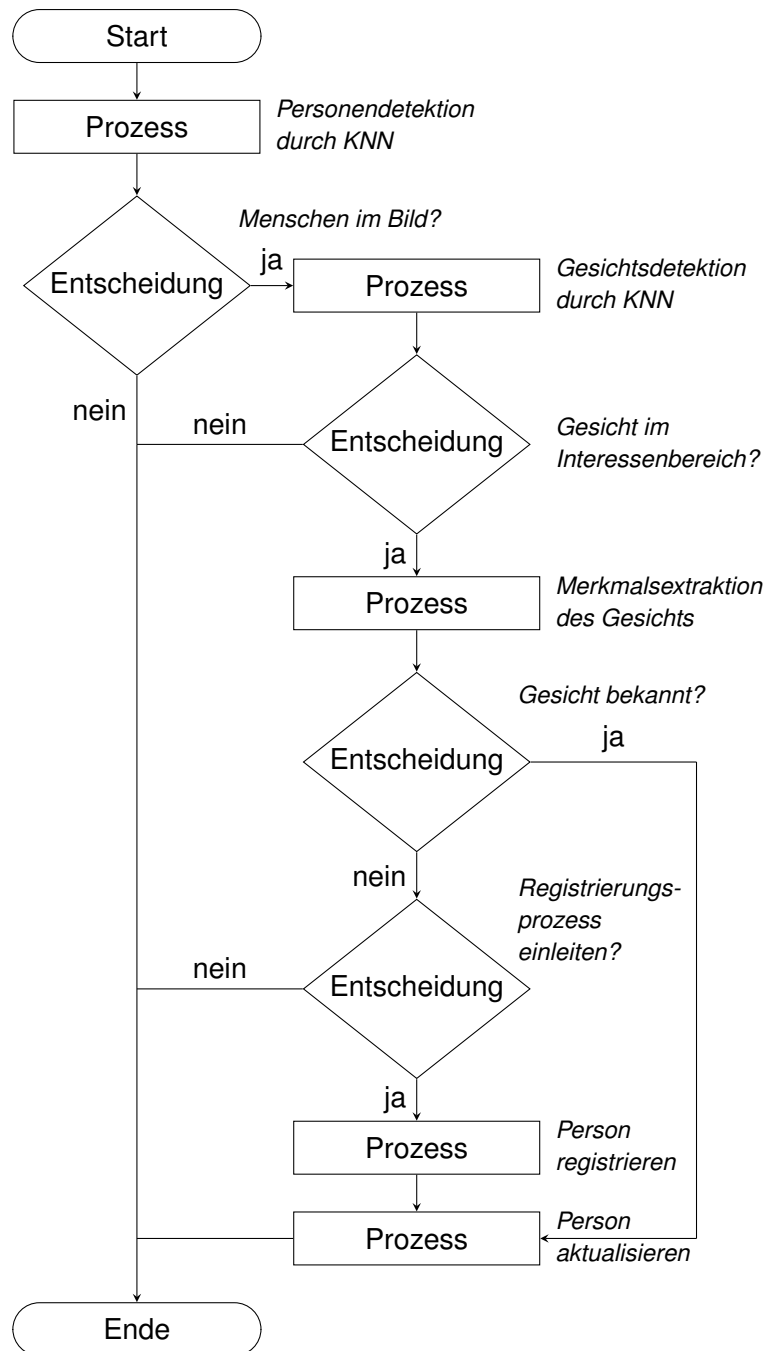 Start
Prozess
Personendetektion
durch KNN
Menschen im Bild?
Entscheidung
ja
Prozess
Gesichtsdetektion
durch KNN
nein
nein
Entscheidung
Gesicht im
Interessenbereich?
ja
Prozess
Merkmalsextraktion
des Gesichts
Gesicht bekannt?
ja
Entscheidung
nein
Registrierungs-
prozess
einleiten?
nein
Entscheidung
ja
Prozess
Person
registrieren
Prozess
Person
aktualisieren
Ende